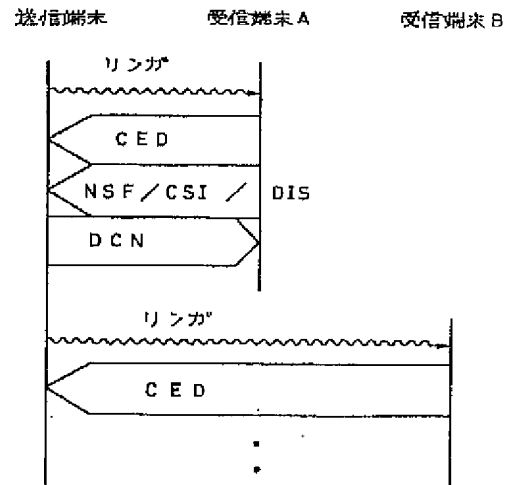 送信端末 受信端末A 受信端末B
リンガ
CED
NSF/CSI / DIS
DCN
リンガ
CED